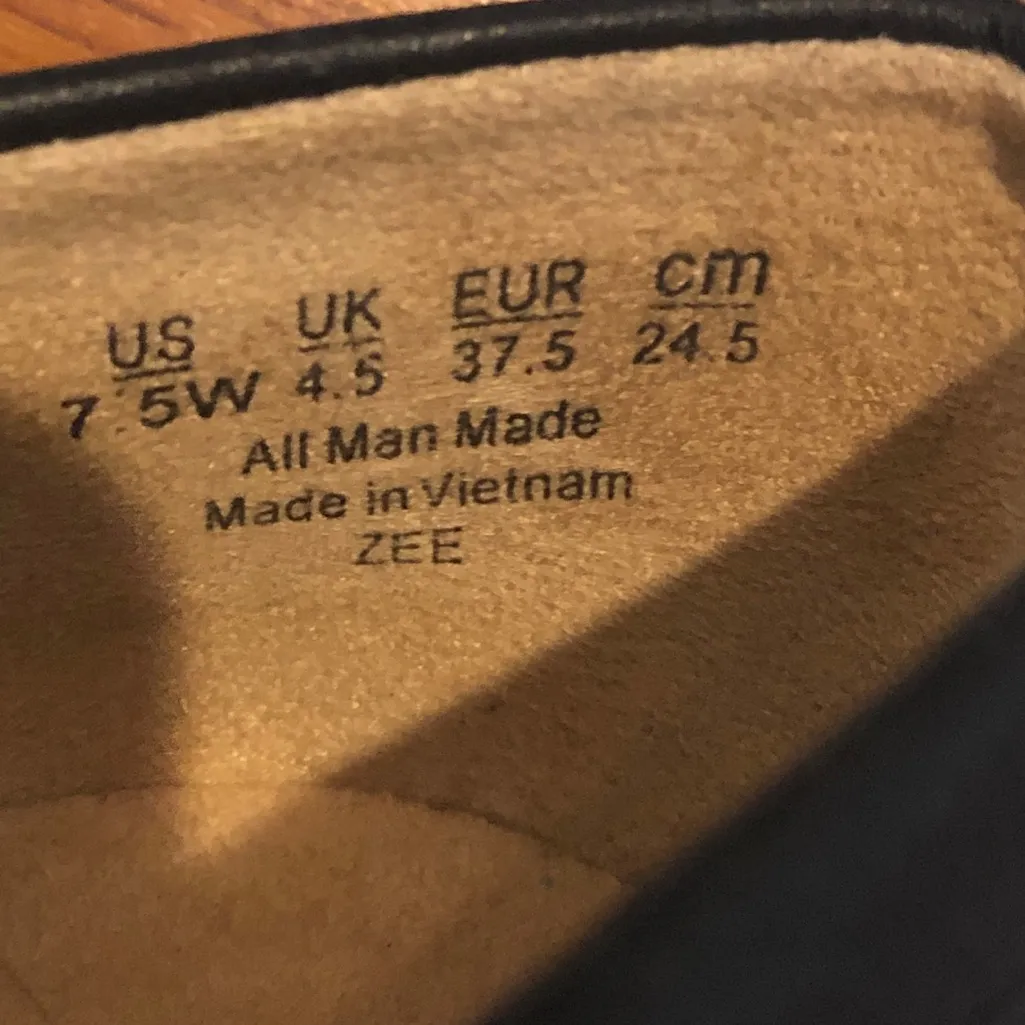 US UK EUR cm
7.5W 4.5 37.5 24.5
All Man Made
Made in Vietnam
ZEE